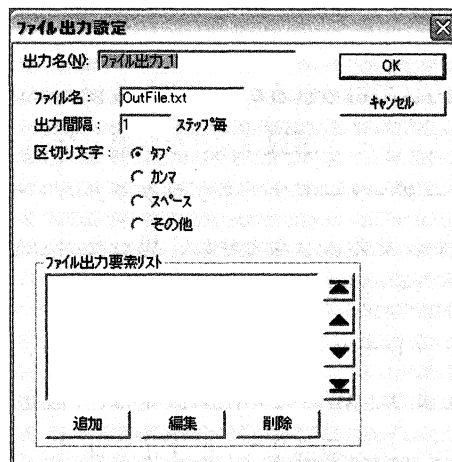 ファイル出力設定
出力名(N): ファイル出力_1
OK
ファイル名: OutFile.txt
キャンセル
出力間隔: 1 ステップ毎
区切り文字: タブ
カンマ
スペース
その他
ファイル出力要素リスト
追加 編集 削除